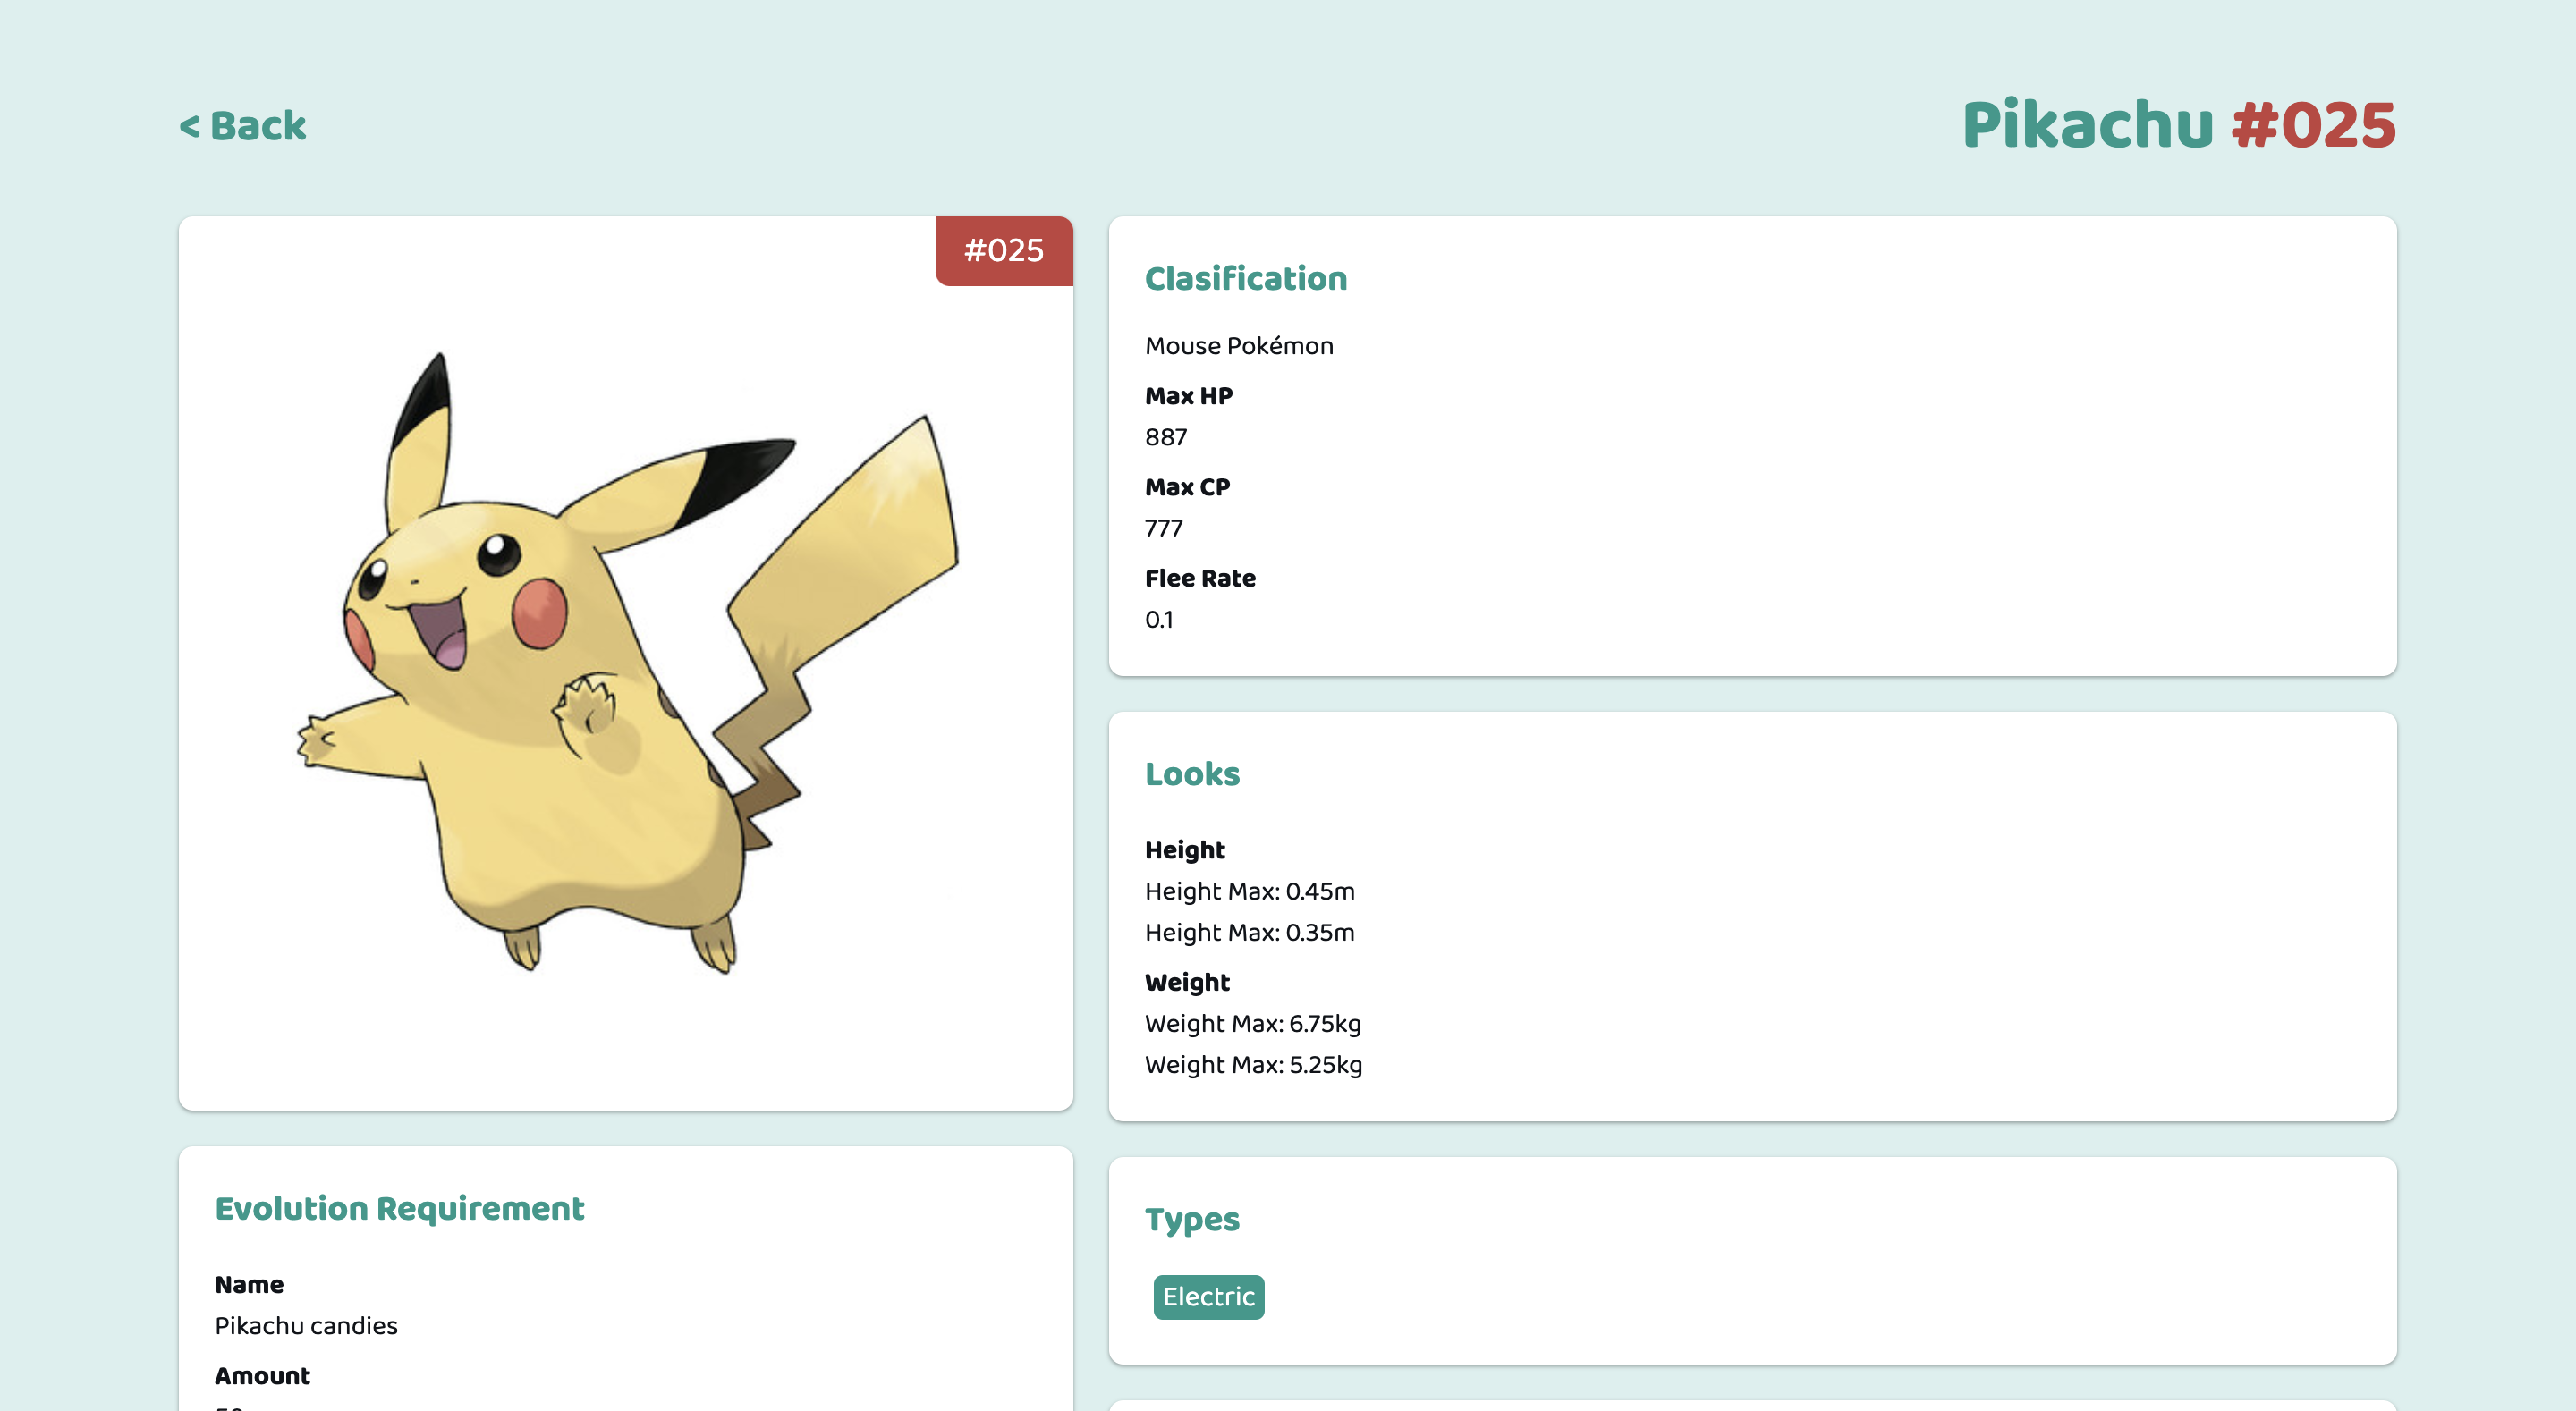 < Back
Pikachu #025
#025
Clasification
Mouse Pokémon
Max HP
887
Max CP
777
Flee Rate
0.1
Looks
Height
Height Max: 0.45m
Height Max: 0.35m
Weight
Weight Max: 6.75kg
Weight Max: 5.25kg
Types
Electric
Evolution Requirement
Name
Pikachu candies
Amount